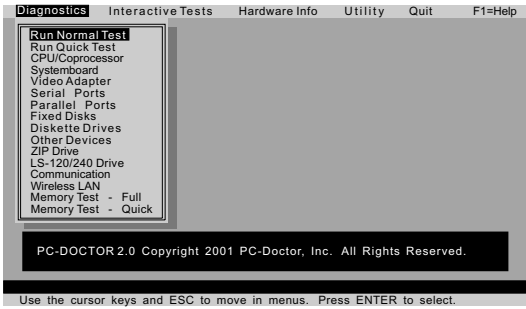 Diagnostics Interactive Tests Hardware Info Utility Quit F1=Help
Run Normal Test
Run Quick Test
CPU/Coprocessor
Systemboard
Video Adapter
Serial Ports
Parallel Ports
Fixed Disks
Diskette Drives
Other Devices
ZIP Drive
LS-120/240 Drive
Communication
Wireless LAN
Memory Test - Full
Memory Test - Quick
PC-DOCTOR 2.0 Copyright 2001 PC-Doctor, Inc. All Rights Reserved.
Use the cursor keys and ESC to move in menus. Press ENTER to select.